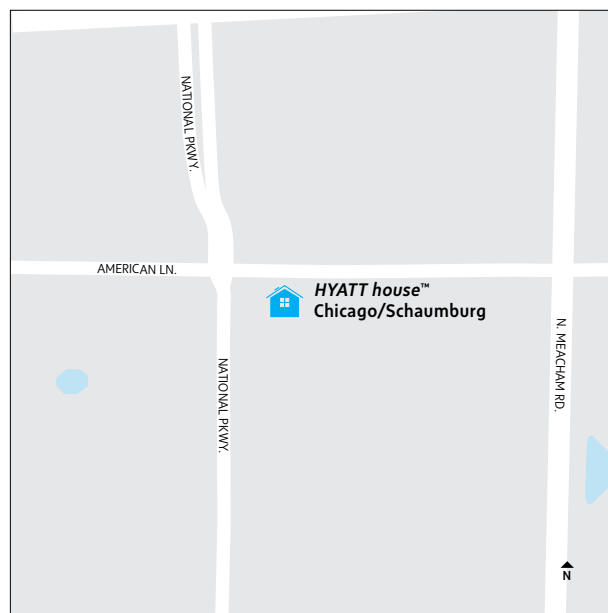 NATIONAL PKWY.
AMERICAN LN.
HYATT house™
Chicago/Schaumburg
NATIONAL PKWY.
N. MEACHAM RD.
N